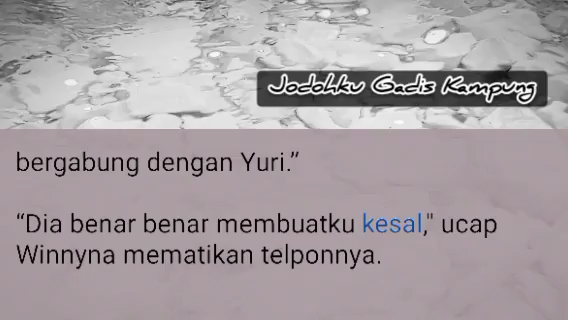 Jodohku Gadis Kampung
bergabung dengan Yuri.”
“Dia benar benar membuatku kesal," ucap
Winnyna mematikan telponnya.